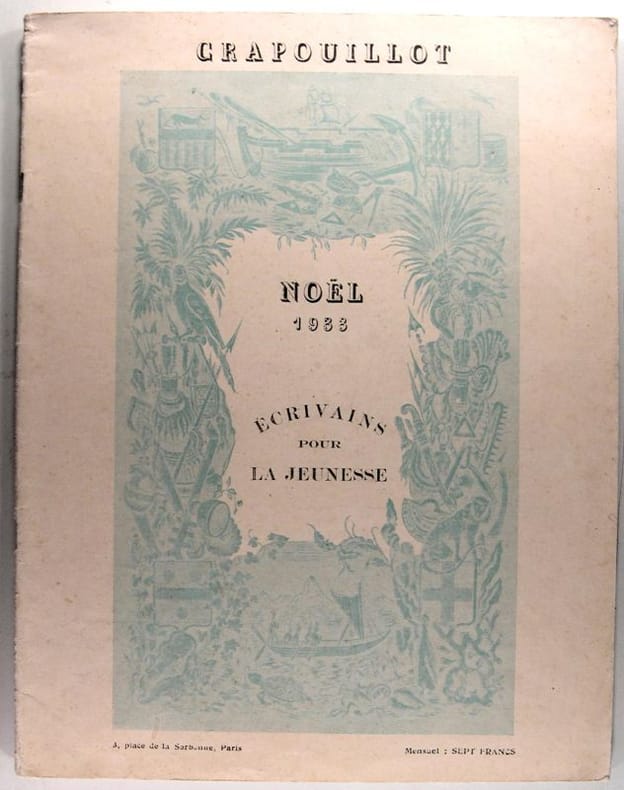 CRAPOUILLOT
NOËL
1933
ÉCRIVAINS
POUR
LA JEUNESSE
3, place de la Sorbonne, Paris
Mensuel : SEPT FRANCS